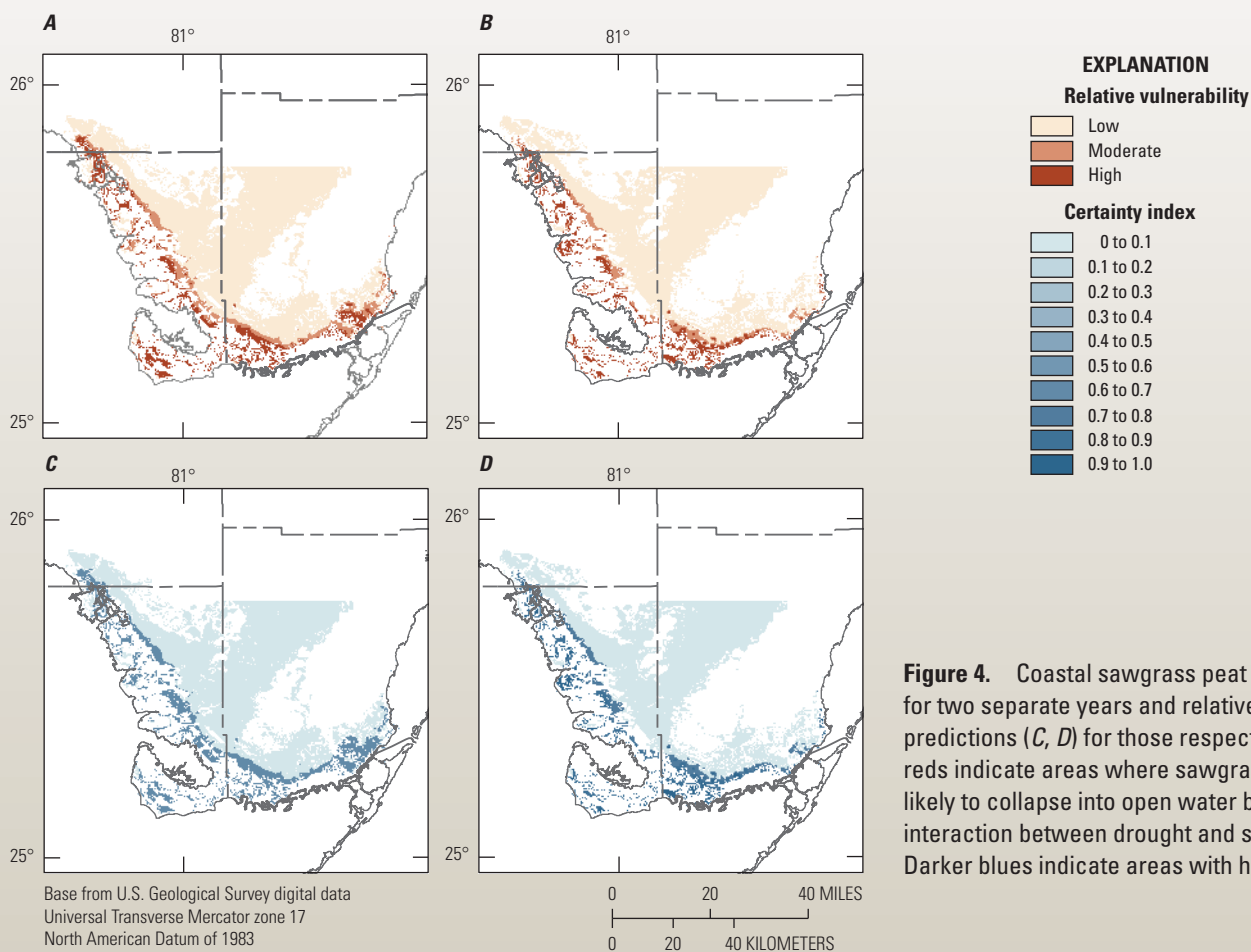 A
81°
26°
25°
B
81°
C
81°
26°
25°
D
81°
EXPLANATION
Relative vulnerability
Low
Moderate
High
Certainty index
0 to 0.1
0.1 to 0.2
0.2 to 0.3
0.3 to 0.4
0.4 to 0.5
0.5 to 0.6
0.6 to 0.7
0.7 to 0.8
0.8 to 0.9
0.9 to 1.0
Base from U.S. Geological Survey digital data
Universal Transverse Mercator zone 17
North American Datum of 1983
0 20 40 MILES
0 20 40 KILOMETERS
Figure 4. Coastal sawgrass peat
for two separate years and relative
predictions (C, D) for those respect
reds indicate areas where sawgra
likely to collapse into open water b
interaction between drought and s
Darker blues indicate areas with h